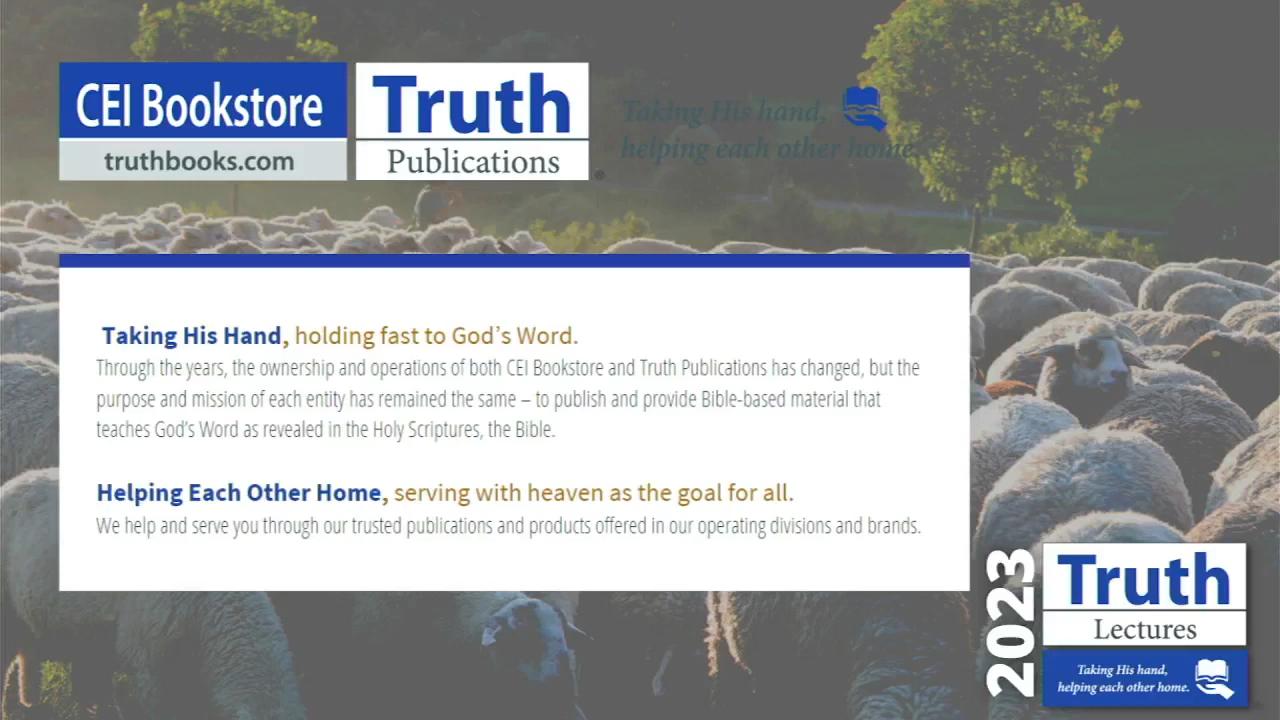 CEI Bookstore
truthbooks.com
Truth
Publications
Taking His hand,
helping each other home.
Taking His Hand, holding fast to God's Word.
Through the years, the ownership and operations of both CEI Bookstore and Truth Publications has changed, but the
purpose and mission of each entity has remained the same – to publish and provide Bible-based material that
teaches God's Word as revealed in the Holy Scriptures, the Bible.
Helping Each Other Home, serving with heaven as the goal for all.
We help and serve you through our trusted publications and products offered in our operating divisions and brands.
2023
Truth
Lectures
Taking His hand,
helping each other home.